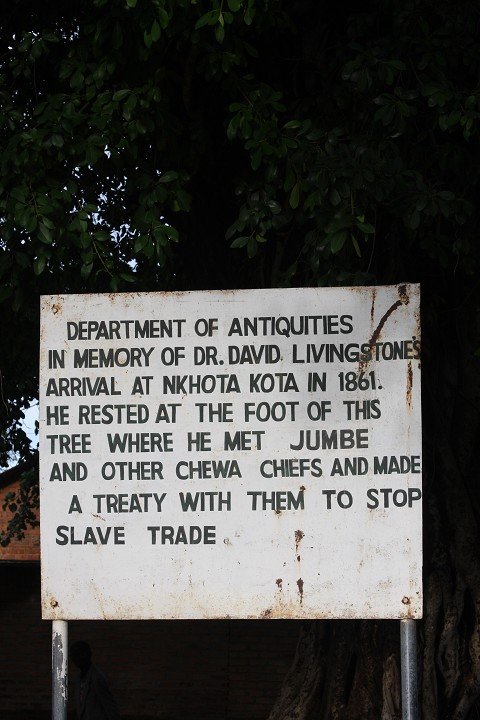 DEPARTMENT OF ANTIQUITIES
IN MEMORY OF DR. DAVID LIVINGSTONE'S
ARRIVAL AT NKHOTA KOTA IN 1861.
HE RESTED AT THE FOOT OF THIS
TREE WHERE HE MET JUMBE
AND OTHER CHEWA CHIEFS AND MADE
A TREATY WITH THEM TO STOP
SLAVE TRADE